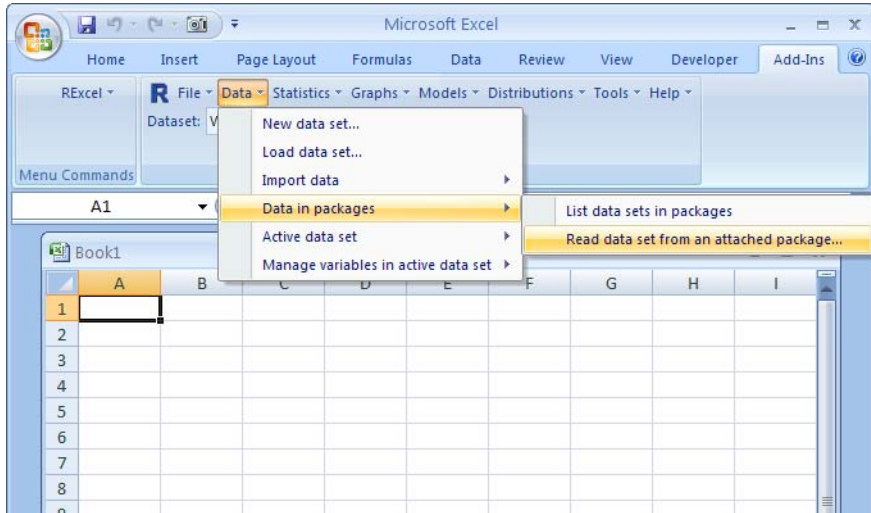 Microsoft Excel
Home Insert Page Layout Formulas Data Review View Developer Add-Ins
RExcel R File Data Statistics Graphs Models Distributions Tools Help
Dataset:
New data set...
Load data set...
Menu Commands
Import data
A1
Data in packages
List data sets in packages
Active data set
Read data set from an attached package...
Book1
Manage variables in active data set
A B C D E F G H I
1
2
3
4
5
6
7
8